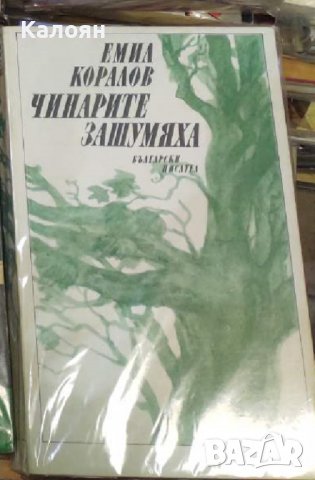 Калоян
ЕМИЛ
КОРАЛОВ
ЧИНАРИТЕ
ЗАШУМЯХА
БЪЛГАРСКИ
ПИСАТЕЛ
BAZAR